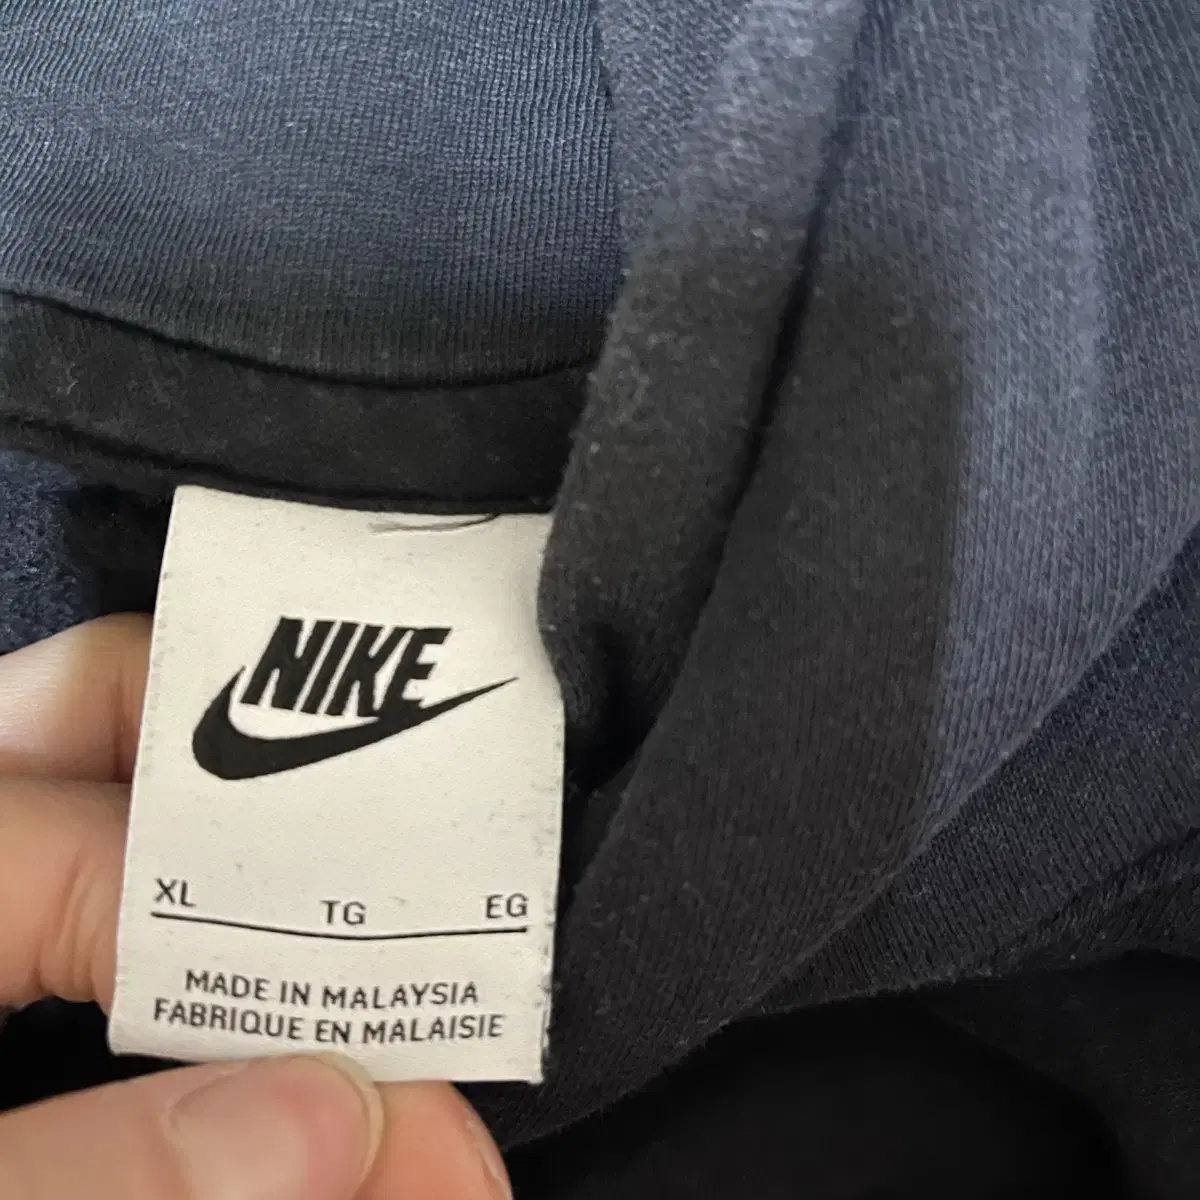 NIKE
XL TG EG
MADE IN MALAYSIA
FABRIQUE EN MALAISIE